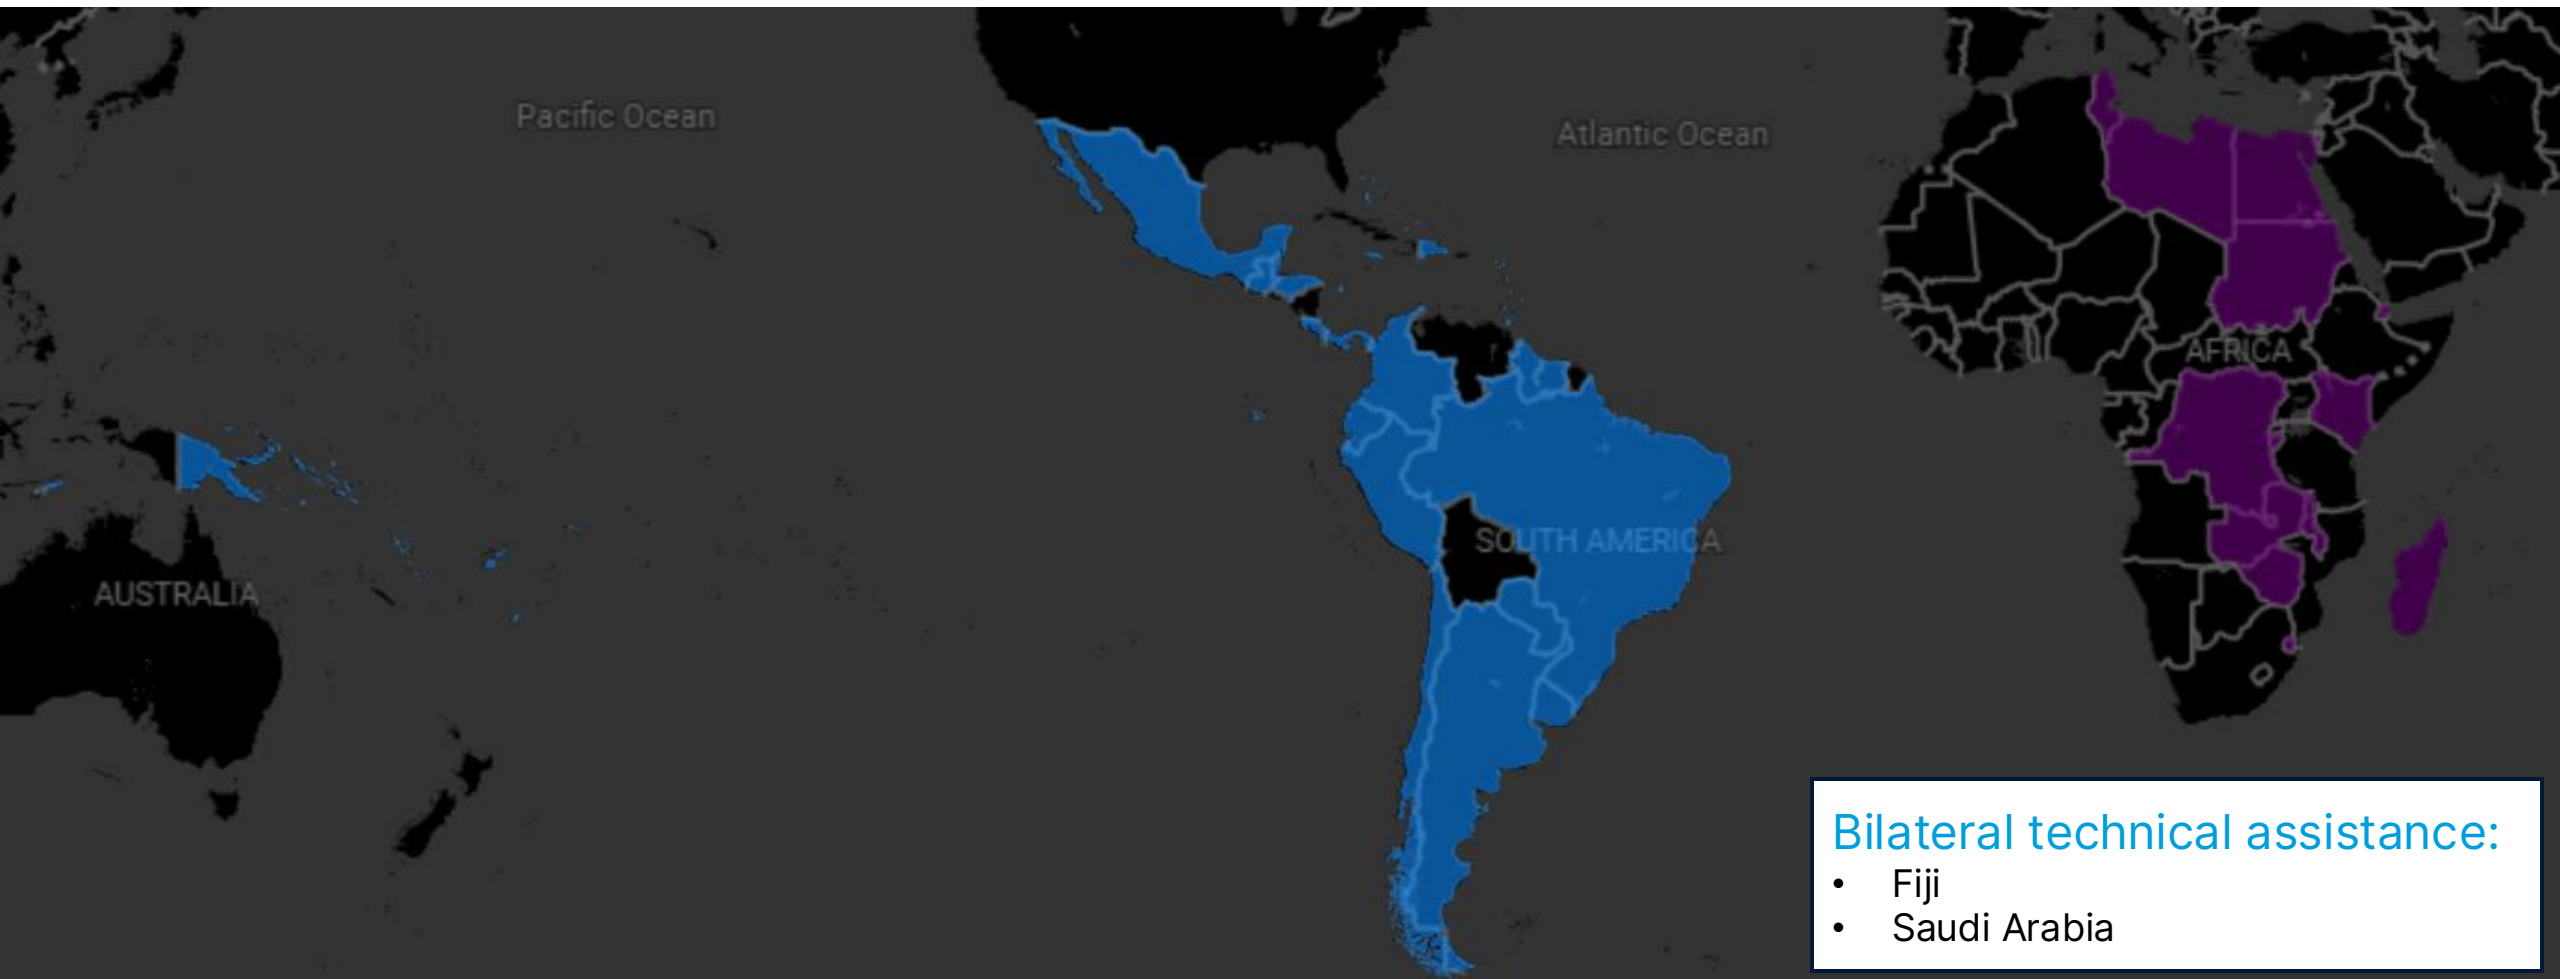 Pacific Ocean
Atlantic Ocean
AFRICA
SOUTH AMERICA
AUSTRALIA
Bilateral technical assistance:
• Fiji
• Saudi Arabia